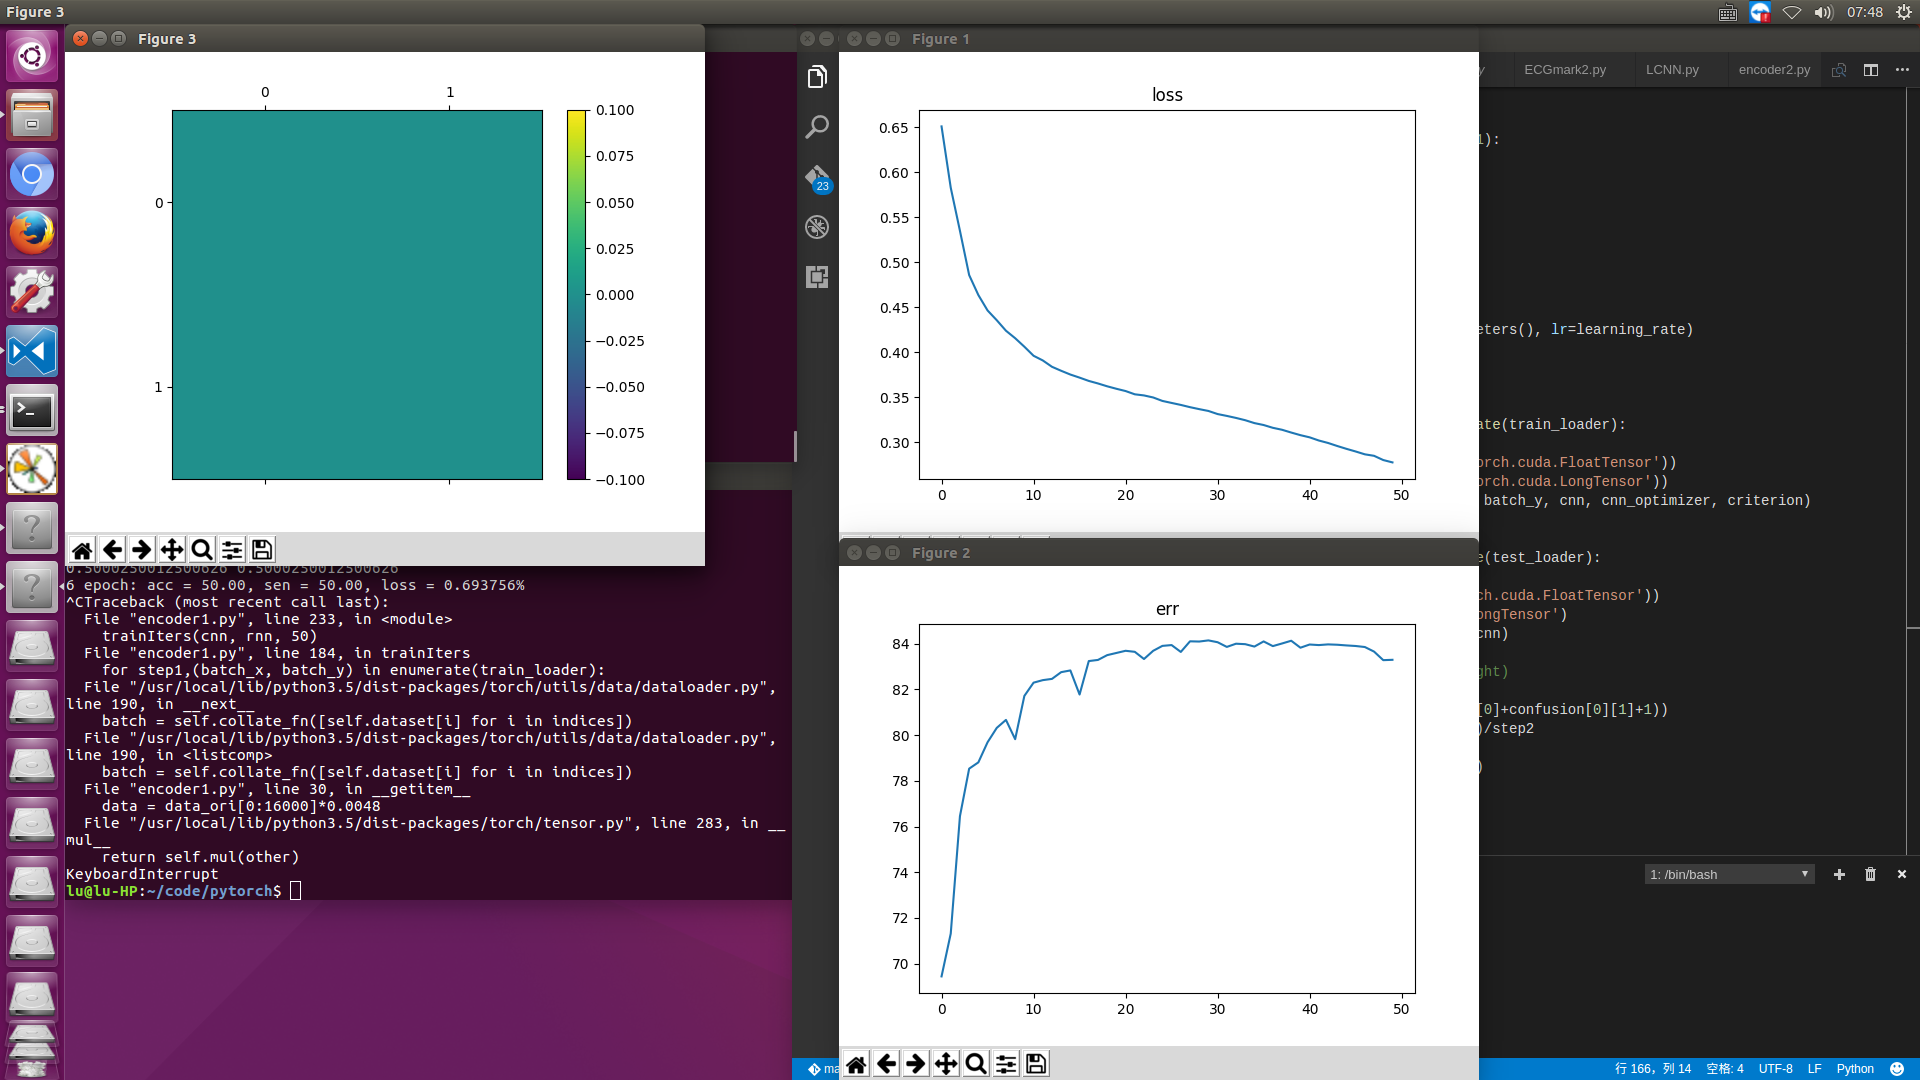 Figure 3
07:48
Figure 3
0 1
0
1
0.100
0.075
0.050
0.025
0.000
−0.025
−0.050
−0.075
−0.100
6 epoch: acc = 50.00, sen = 50.00, loss = 0.693756%
^CTraceback (most recent call last):
  File "encoder1.py", line 233, in <module>
    trainIters(cnn, rnn, 50)
  File "encoder1.py", line 184, in trainIters
    for step1,(batch_x, batch_y) in enumerate(train_loader):
  File "/usr/local/lib/python3.5/dist-packages/torch/utils/data/dataloader.py",
line 190, in __next__
    batch = self.collate_fn([self.dataset[i] for i in indices])
  File "/usr/local/lib/python3.5/dist-packages/torch/utils/data/dataloader.py",
line 190, in <listcomp>
    batch = self.collate_fn([self.dataset[i] for i in indices])
  File "encoder1.py", line 30, in __getitem__
    data = data_ori[0:16000]*0.0048
  File "/usr/local/lib/python3.5/dist-packages/torch/tensor.py", line 283, in __
mul__
    return self.mul(other)
KeyboardInterrupt
lu@lu-HP:~/code/pytorch$
23
Figure 1
loss
0.65
0.60
0.55
0.50
0.45
0.40
0.35
0.30
0 10 20 30 40 50
Figure 2
err
84
82
80
78
76
74
72
70
0 10 20 30 40 50
y ECGmark2.py LCNN.py encoder2.py
1):
eters(), lr=learning_rate)
ate(train_loader):
orch.cuda.FloatTensor'))
orch.cuda.LongTensor'))
batch_y, cnn, cnn_optimizer, criterion)
e(test_loader):
ch.cuda.FloatTensor'))
ongTensor')
cnn)
ght)
[0]+confusion[0][1]+1))
)/step2
)
1: /bin/bash
ma
行 166，列 14 空格: 4 UTF-8 LF Python